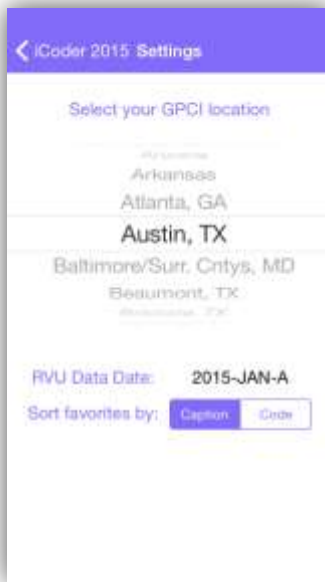 iCoder 2015 Settings
Select your GPCI location
Arkansas
Atlanta, GA
Austin, TX
Baltimore/Surr. Cntys, MD
Beaumont, TX
RVU Data Date: 2015-JAN-A
Sort favorites by: Caption Code